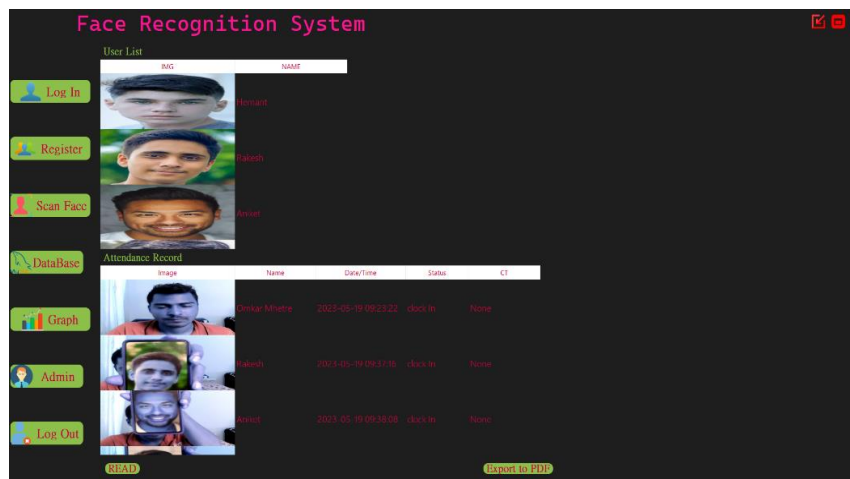 Face Recognition System
User List
IMG NAME
Log In
Hemant
Register
Rakesh
Scan Face
Aniket
DataBase
Attendance Record
Image Name Date/Time Status CT
Omkar Mhetre 2023-05-19 09:23:22 clock in None
Graph
Rakesh 2023-05-19 09:37:16 clock in None
Admin
Aniket 2023-05-19 09:38:08 clock in None
Log Out
READ Export to PDF